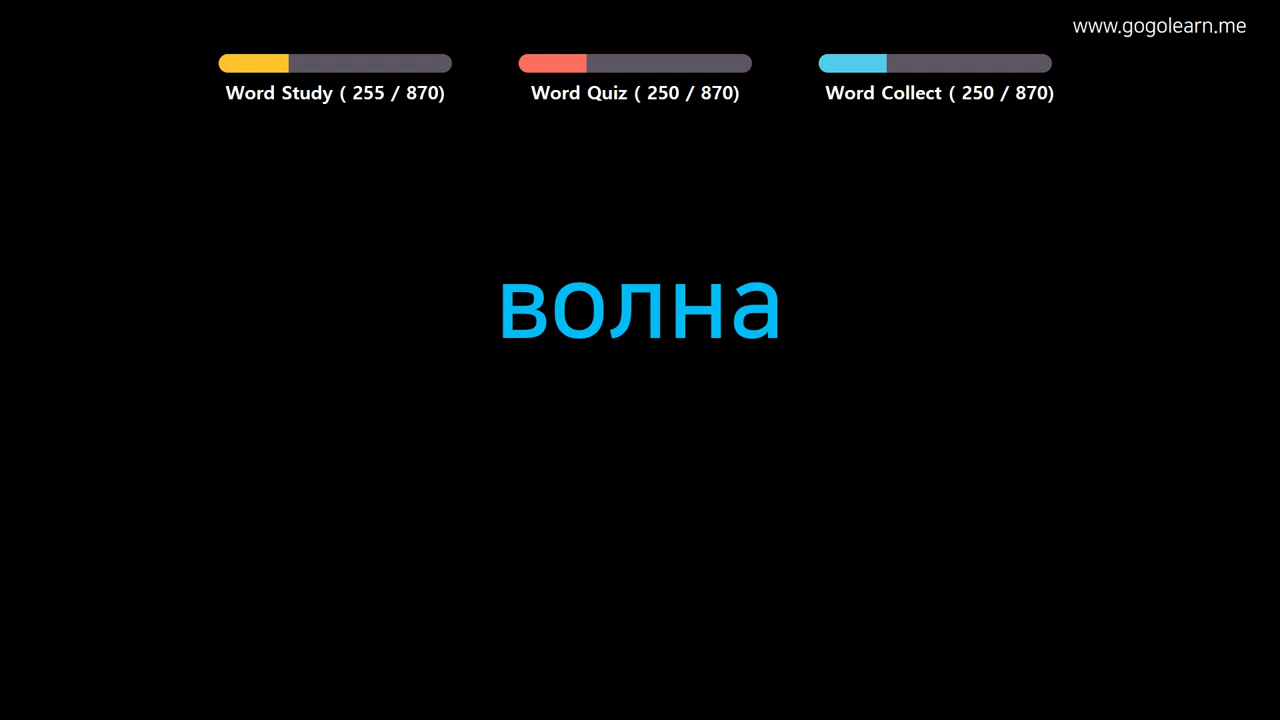 www.gogolearn.me
Word Study ( 255 / 870)
Word Quiz ( 250 / 870)
Word Collect ( 250 / 870)
волна